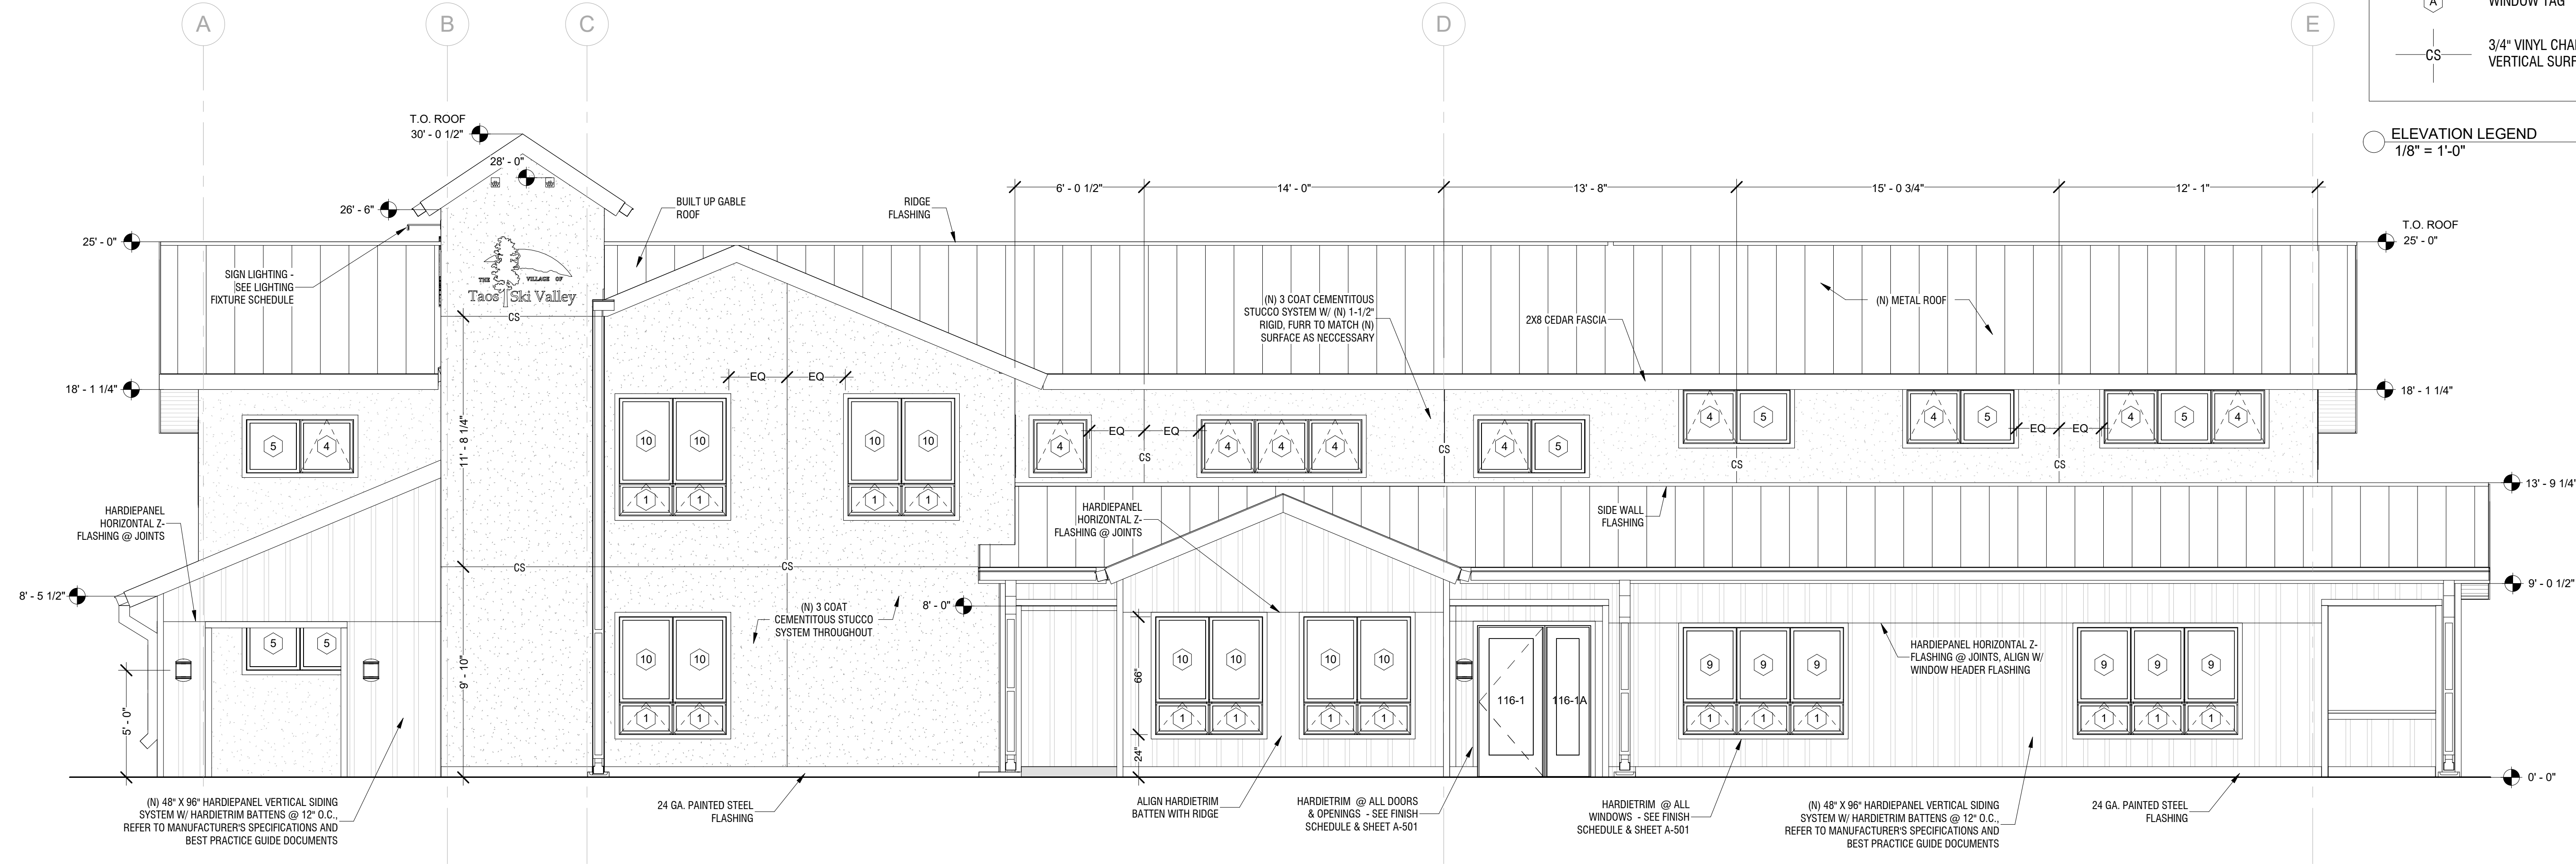 A
B
C
D
E
A
WINDOW TAG
CS
3/4" VINYL
VERTICAL
ELEVATION LEGEND
1/8" = 1'-0"
T.O. ROOF
30' - 0 1/2"
28' - 0"
26' - 6"
25' - 0"
SIGN LIGHTING -
SEE LIGHTING
FIXTURE SCHEDULE
THE VILLAGE OF
Taos Ski Valley
BUILT UP GABLE
ROOF
RIDGE
FLASHING
6' - 0 1/2"
14' - 0"
13' - 8"
15' - 0 3/4"
12' - 1"
T.O. ROOF
25' - 0"
(N) 3 COAT CEMENTITOUS
STUCCO SYSTEM W/ (N) 1-1/2"
RIGID, FURR TO MATCH (N)
SURFACE AS NECCESSARY
2X8 CEDAR FASCIA
(N) METAL ROOF
CS
18' - 1 1/4"
EQ
EQ
18' - 1 1/4"
5
4
11' - 8 1/4"
10
10
10
10
1
1
1
1
4
EQ
EQ
CS
4
4
4
CS
4
5
4
5
CS
4
5
EQ
EQ
CS
4
5
4
13' - 9 1/4"
HARDIEPANEL
HORIZONTAL Z-
FLASHING @ JOINTS
HARDIEPANEL
HORIZONTAL Z-
FLASHING @ JOINTS
SIDE WALL
FLASHING
CS
CS
8' - 5 1/2"
8' - 0"
9' - 0 1/2"
(N) 3 COAT
CEMENTITOUS STUCCO
SYSTEM THROUGHOUT
5
5
5' - 0"
9' - 10"
10
10
1
1
66"
24"
10
10
10
10
1
1
1
1
116-1
116-1A
9
9
9
1
1
1
HARDIEPANEL HORIZONTAL Z-
FLASHING @ JOINTS, ALIGN W/
WINDOW HEADER FLASHING
9
9
9
1
1
1
0' - 0"
(N) 48" X 96" HARDIEPANEL VERTICAL SIDING
SYSTEM W/ HARDIETRIM BATTENS @ 12" O.C.,
REFER TO MANUFACTURER'S SPECIFICATIONS AND
BEST PRACTICE GUIDE DOCUMENTS
24 GA. PAINTED STEEL
FLASHING
ALIGN HARDIETRIM
BATTEN WITH RIDGE
HARDIETRIM @ ALL DOORS
& OPENINGS - SEE FINISH
SCHEDULE & SHEET A-501
HARDIETRIM @ ALL
WINDOWS - SEE FINISH
SCHEDULE & SHEET A-501
(N) 48" X 96" HARDIEPANEL VERTICAL SIDING
SYSTEM W/ HARDIETRIM BATTENS @ 12" O.C.,
REFER TO MANUFACTURER'S SPECIFICATIONS AND
BEST PRACTICE GUIDE DOCUMENTS
24 GA. PAINTED STEEL
FLASHING